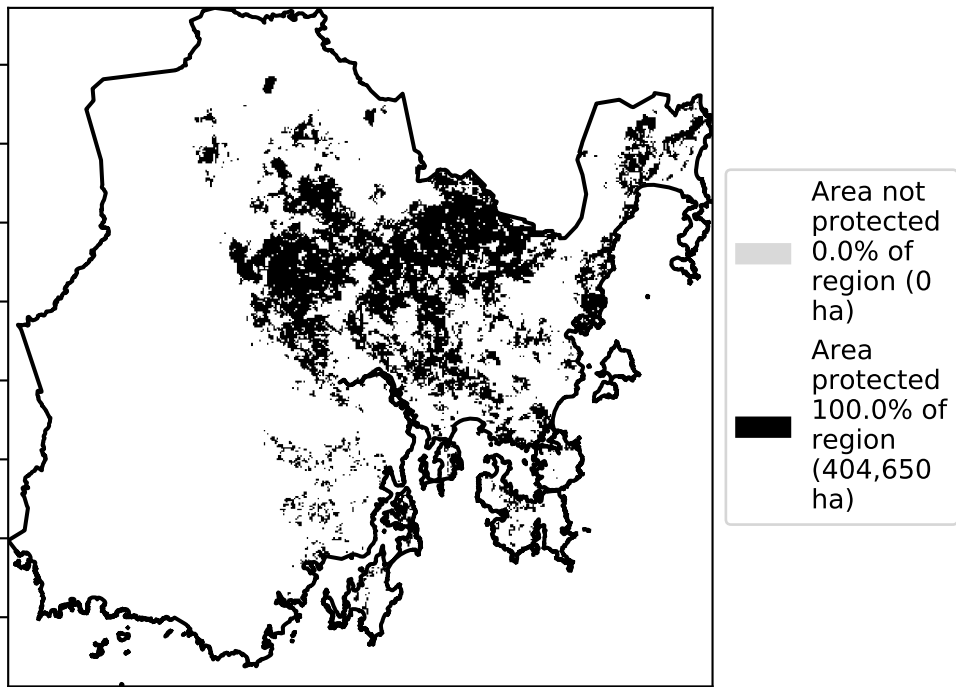 Area not
protected
0.0% of
region (0
ha)
Area
protected
100.0% of
region
(404,650
ha)